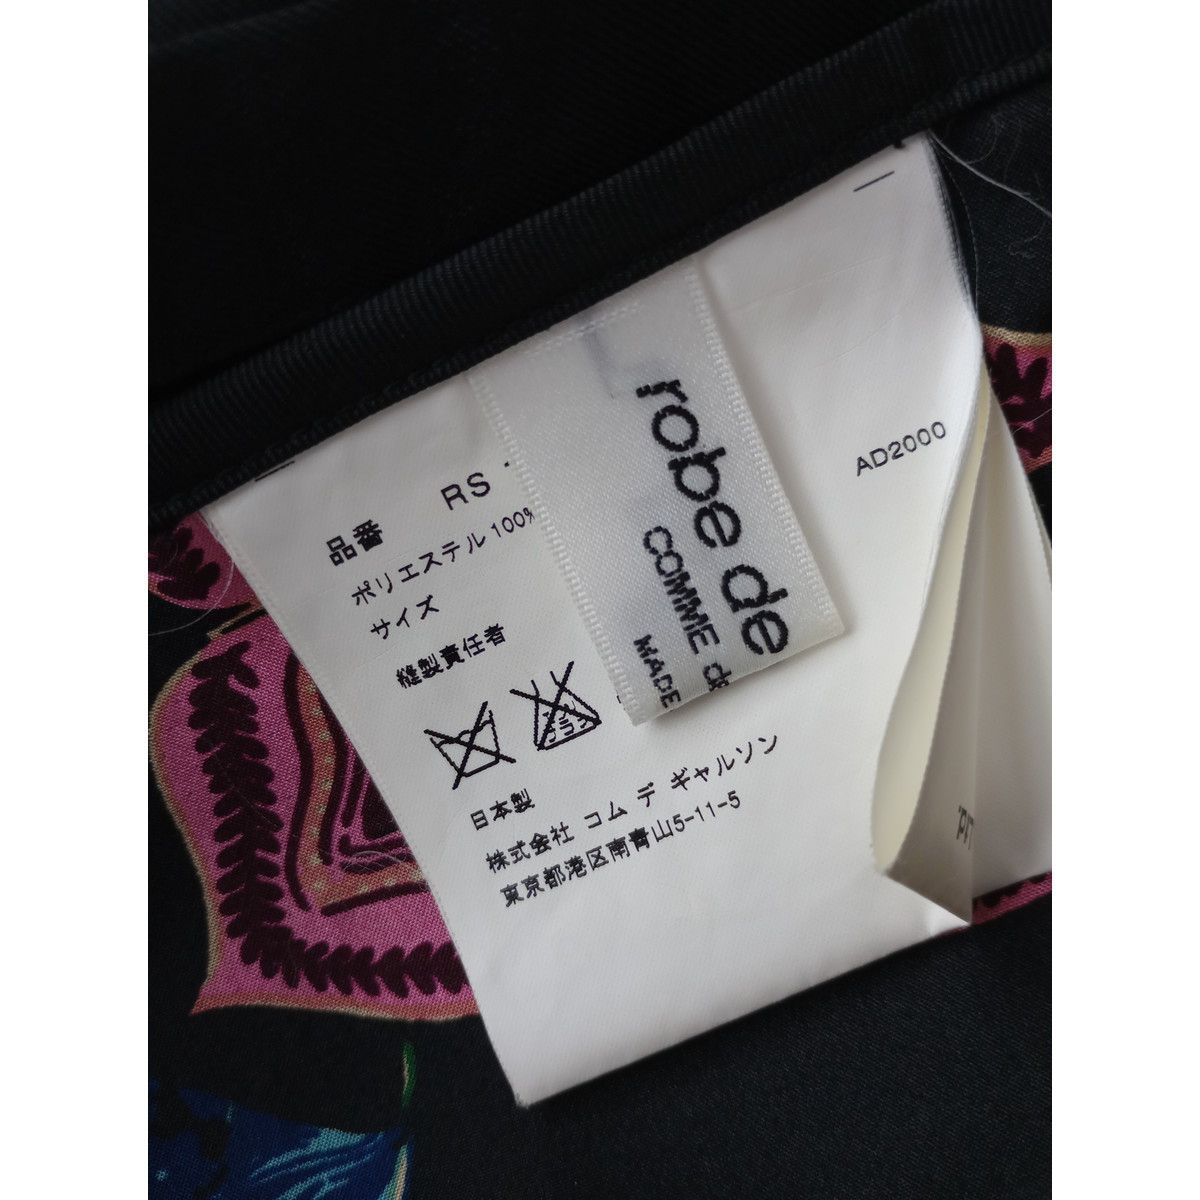 robe de
COMME de
MADE
AD2000
品番 RS
ポリエステル100%
サイズ
縫製責任者
日本製
株式会社 コム デ ギャルソン
東京都港区南青山5-11-5